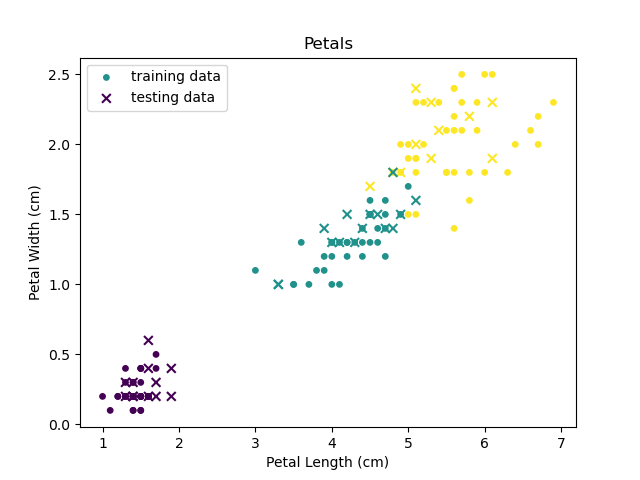 Petals
training data
testing data
Petal Width (cm)
2.5
2.0
1.5
1.0
0.5
0.0
1 2 3 4 5 6 7
Petal Length (cm)